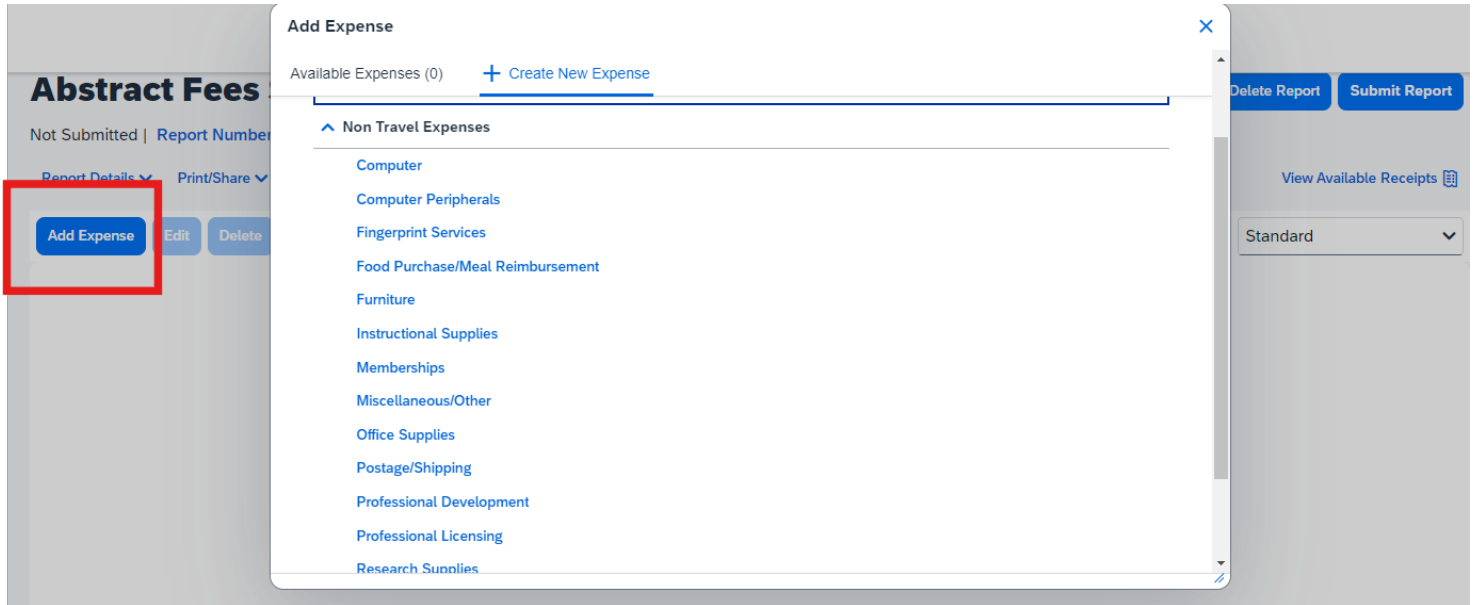 Add Expense
Available Expenses (0) + Create New Expense
Abstract Fees
Delete Report Submit Report
Not Submitted | Report Number
Non Travel Expenses
Report Details Print/Share
View Available Receipts
Computer
Computer Peripherals
Add Expense Edit Delete
Standard
Fingerprint Services
Food Purchase/Meal Reimbursement
Furniture
Instructional Supplies
Memberships
Miscellaneous/Other
Office Supplies
Postage/Shipping
Professional Development
Professional Licensing
Research Supplies